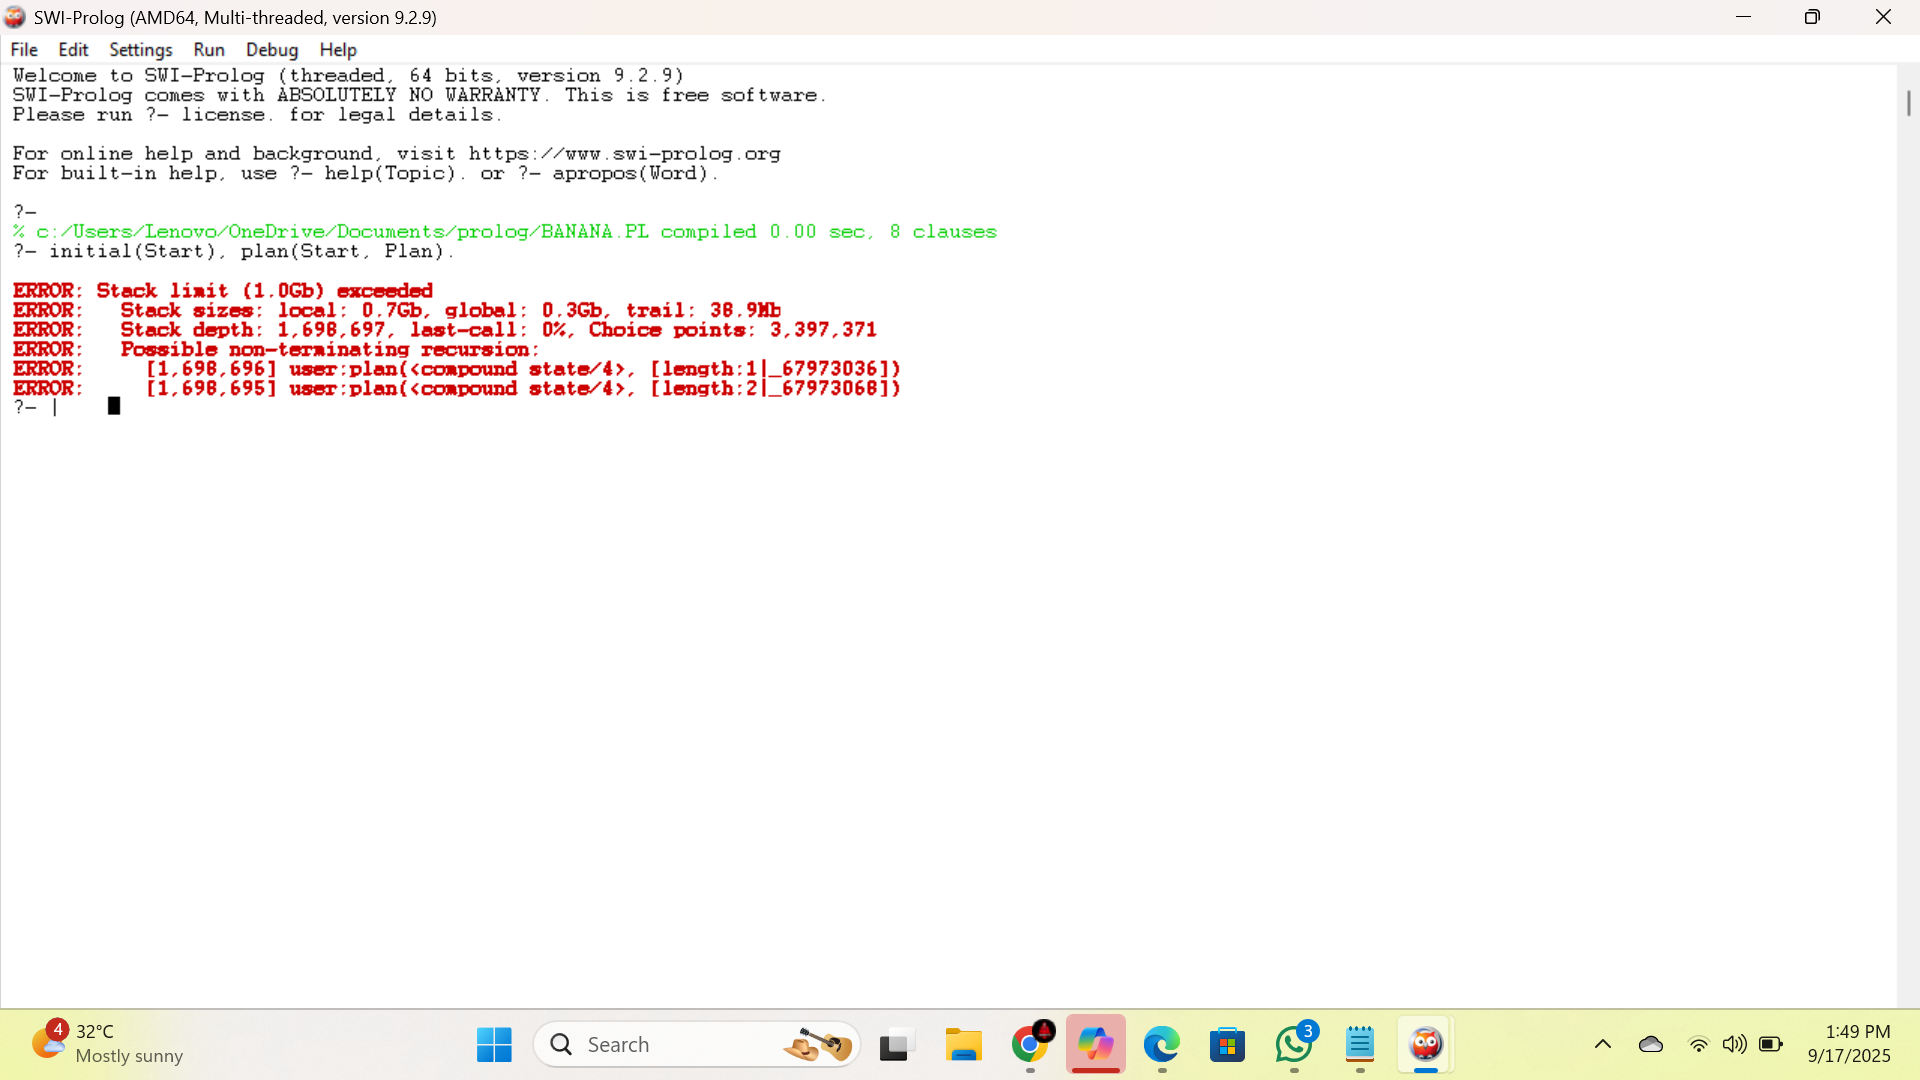 SWI-Prolog (AMD64, Multi-threaded, version 9.2.9)
File Edit Settings Run Debug Help
Welcome to SWI-Prolog (threaded, 64 bits, version 9.2.9)
SWI-Prolog comes with ABSOLUTELY NO WARRANTY. This is free software.
Please run ?- license. for legal details.
For online help and background, visit https://www.swi-prolog.org
For built-in help, use ?- help(Topic). or ?- apropos(Word).
?-
% c:/Users/Lenovo/OneDrive/Documents/prolog/BANANA.PL compiled 0.00 sec, 8 clauses
?- initial(Start), plan(Start, Plan).
ERROR: Stack limit (1.0Gb) exceeded
ERROR:   Stack sizes: local: 0.7Gb, global: 0.3Gb, trail: 38.9Mb
ERROR:   Stack depth: 1,698,697, last-call: 0%, Choice points: 3,397,371
ERROR:   Possible non-terminating recursion:
ERROR:     [1,698,696] user:plan(<compound state/4>, [length:1|_67973036])
ERROR:     [1,698,695] user:plan(<compound state/4>, [length:2|_67973068])
?- |
4
32°C
Mostly sunny
Search
3
1:49 PM
9/17/2025